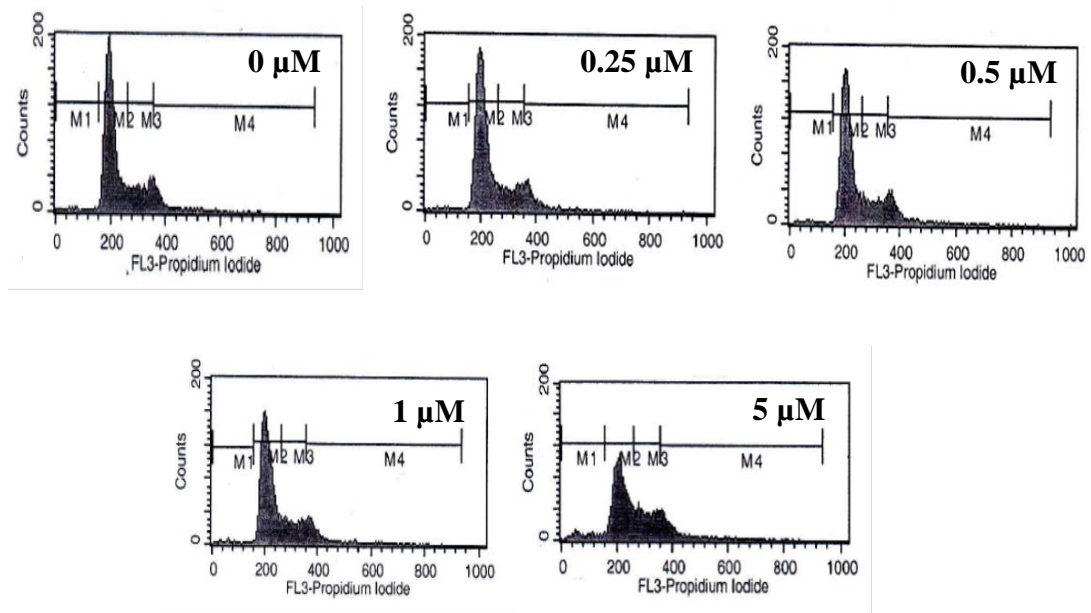 200
0 µM
Counts
M1 M2 M3 M4
0
0 200 400 600 800 1000
FL3-Propidium Iodide
200
0.25 µM
Counts
M1 M2 M3 M4
0
0 200 400 600 800 1000
FL3-Propidium Iodide
200
0.5 µM
Counts
M1 M2 M3 M4
0
0 200 400 600 800 1000
FL3-Propidium Iodide
200
1 µM
Counts
M1 M2 M3 M4
0
0 200 400 600 800 1000
FL3-Propidium Iodide
200
5 µM
Counts
M1 M2 M3 M4
0
0 200 400 600 800 1000
FL3-Propidium Iodide